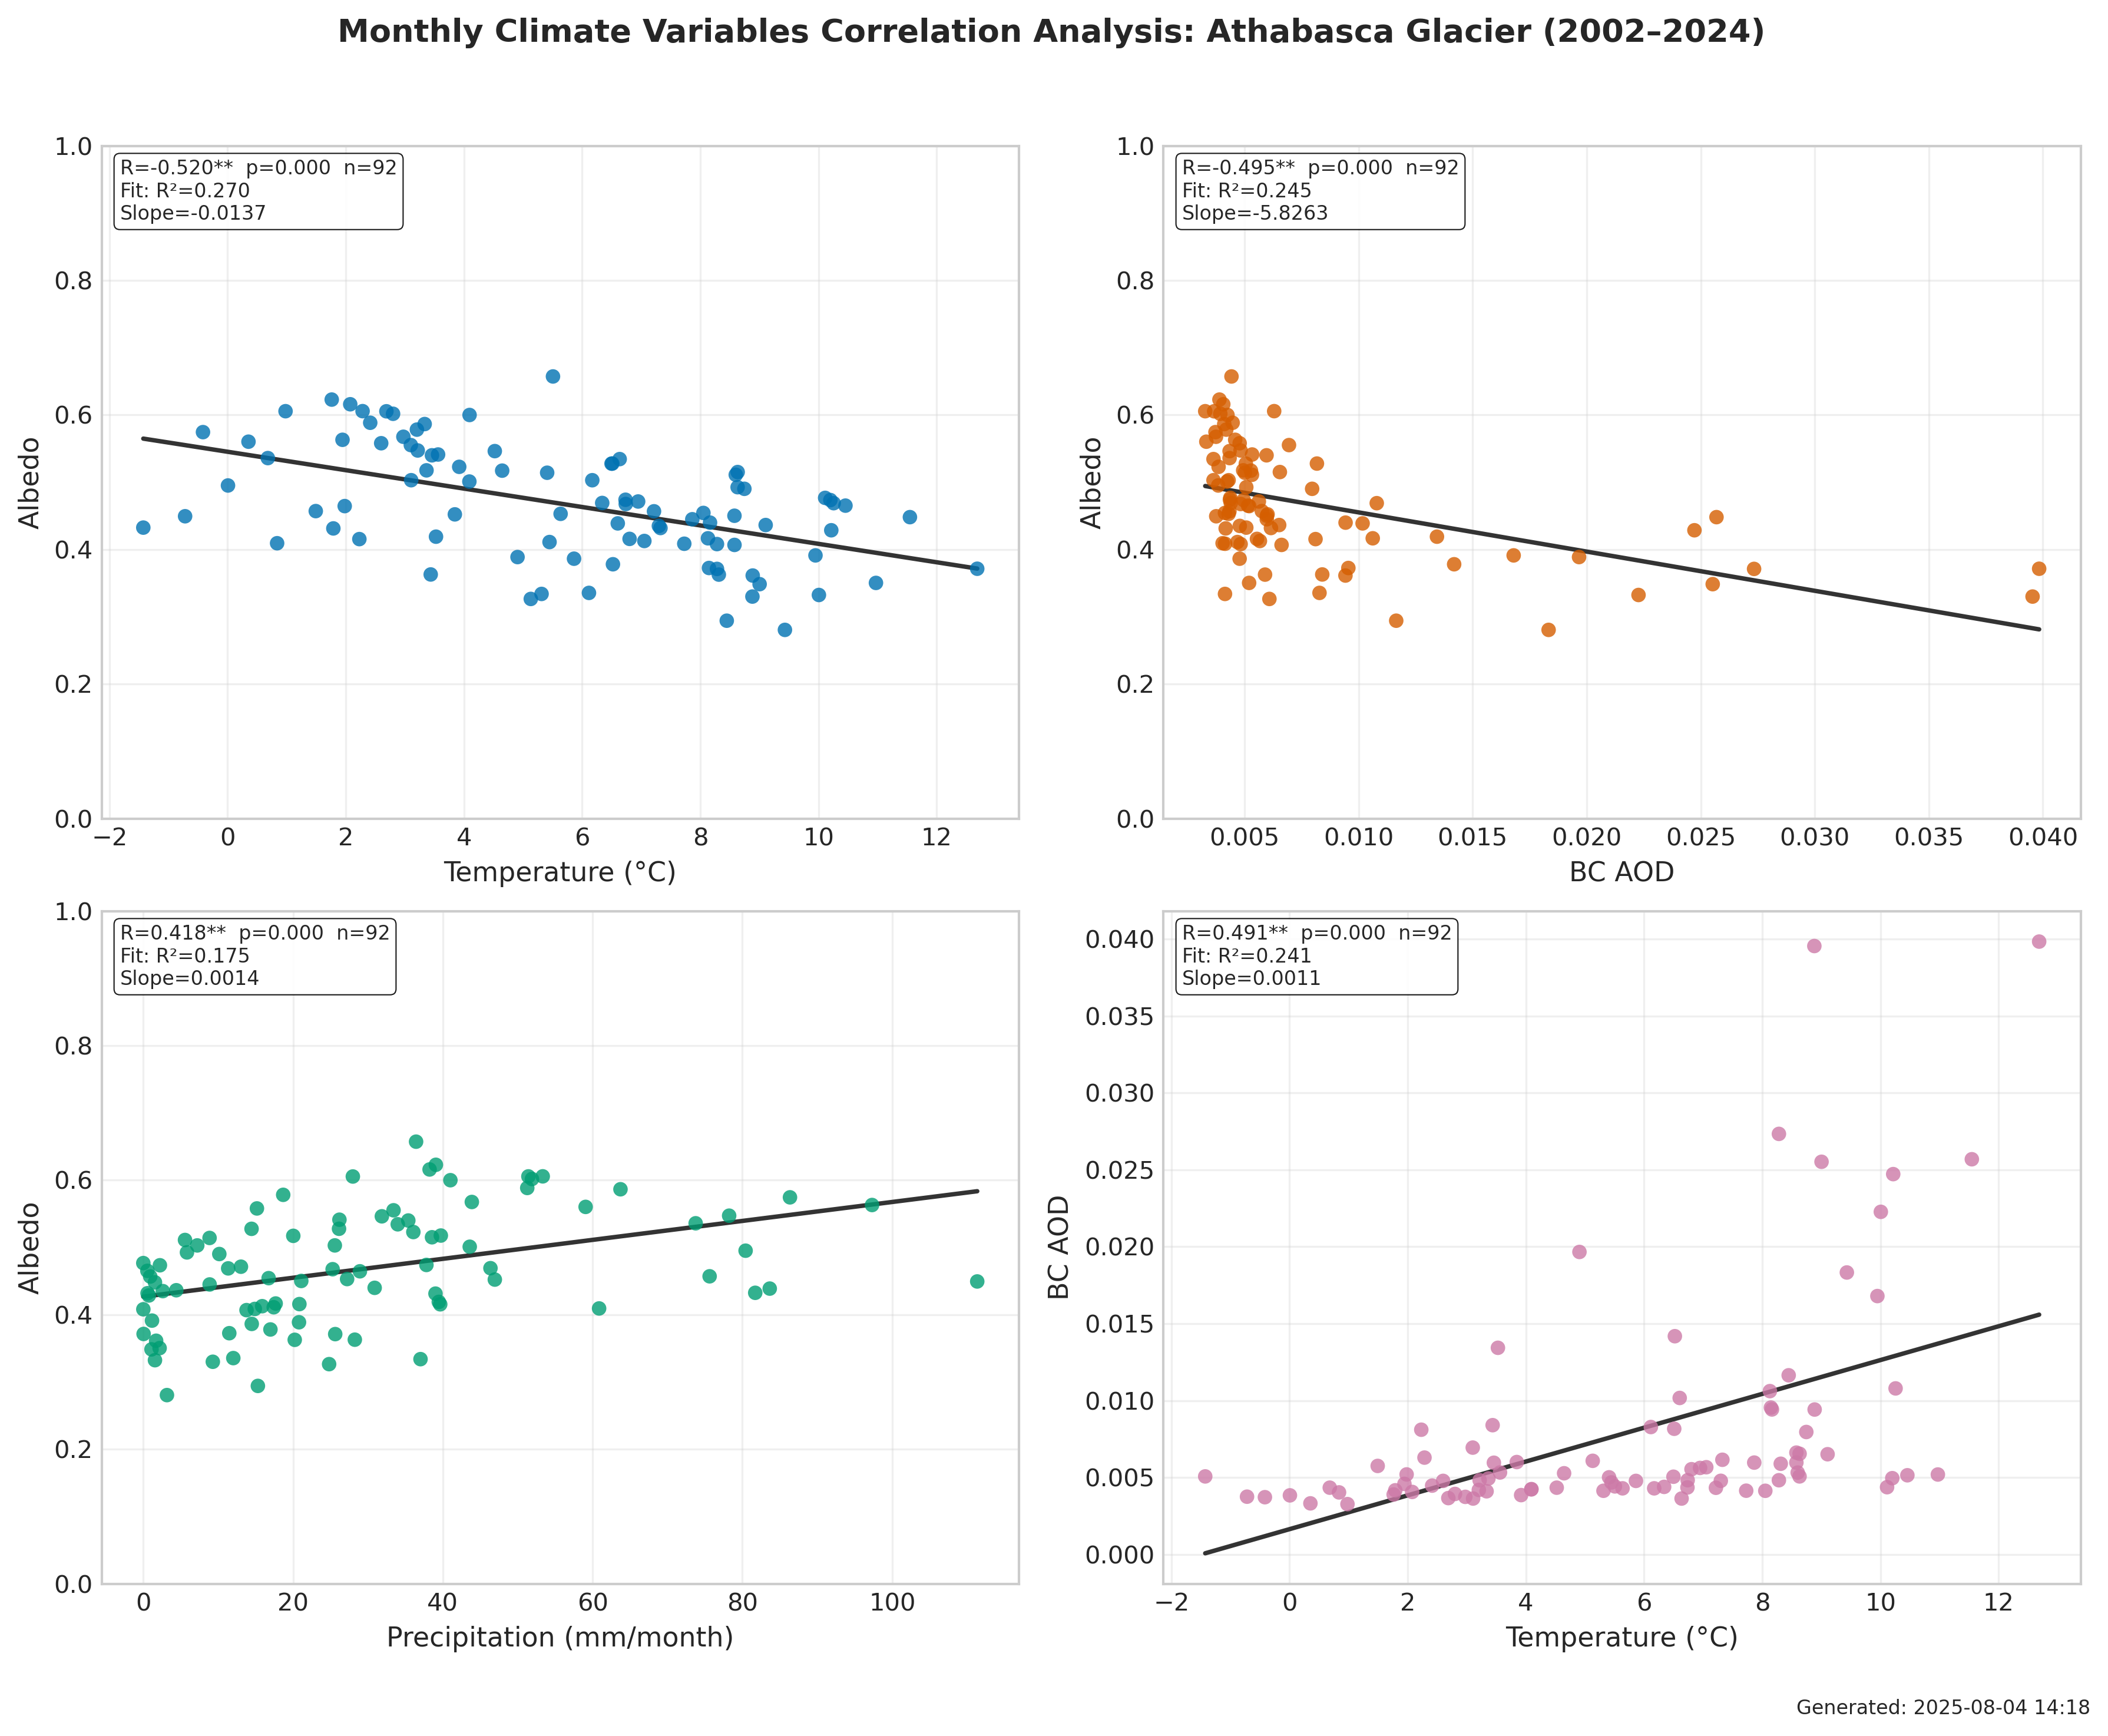 Monthly Climate Variables Correlation Analysis: Athabasca Glacier (2002–2024)
R=-0.520**  p=0.000  n=92
Fit: R²=0.270
Slope=-0.0137
1.0
0.8
0.6
0.4
0.2
0.0
Albedo
−2 0 2 4 6 8 10 12
Temperature (°C)
R=-0.495**  p=0.000  n=92
Fit: R²=0.245
Slope=-5.8263
1.0
0.8
0.6
0.4
0.2
0.0
Albedo
0.005 0.010 0.015 0.020 0.025 0.030 0.035 0.040
BC AOD
R=0.418**  p=0.000  n=92
Fit: R²=0.175
Slope=0.0014
1.0
0.8
0.6
0.4
0.2
0.0
Albedo
0 20 40 60 80 100
Precipitation (mm/month)
R=0.491**  p=0.000  n=92
Fit: R²=0.241
Slope=0.0011
0.040
0.035
0.030
0.025
0.020
0.015
0.010
0.005
0.000
BC AOD
−2 0 2 4 6 8 10 12
Temperature (°C)
Generated: 2025-08-04 14:18